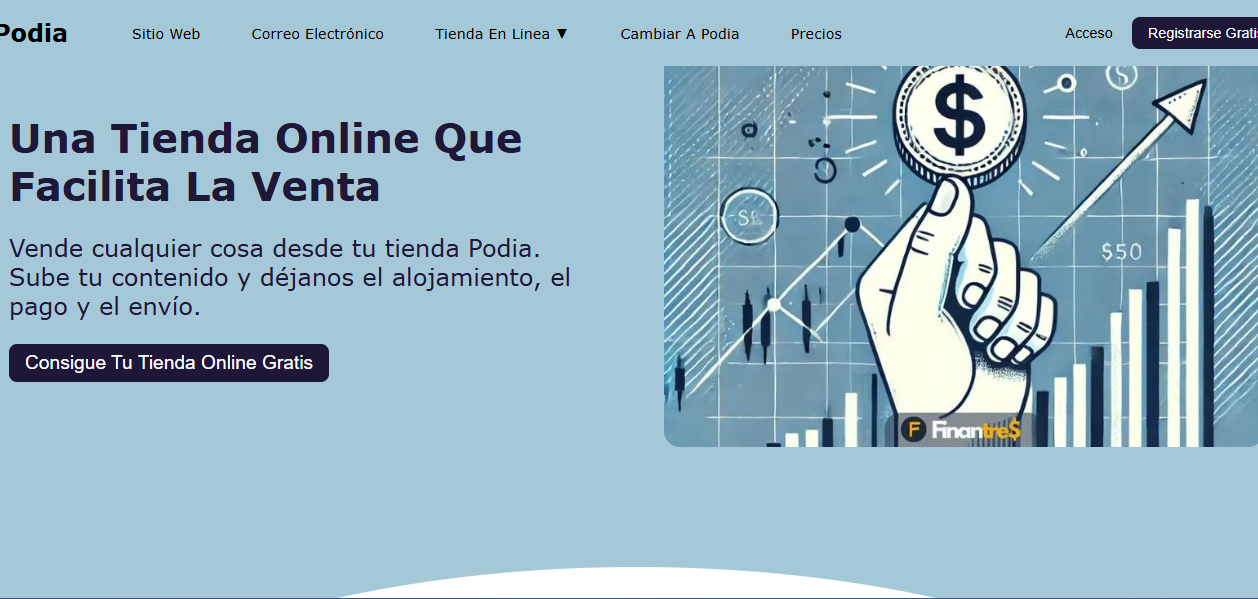 Podia
Sitio Web Correo Electrónico Tienda En Linea ▼ Cambiar A Podia Precios Acceso Registrarse Grati
Una Tienda Online Que
Facilita La Venta
Vende cualquier cosa desde tu tienda Podia.
Sube tu contenido y déjanos el alojamiento, el
pago y el envío.
Consigue Tu Tienda Online Gratis
$
$50
F Finantre$